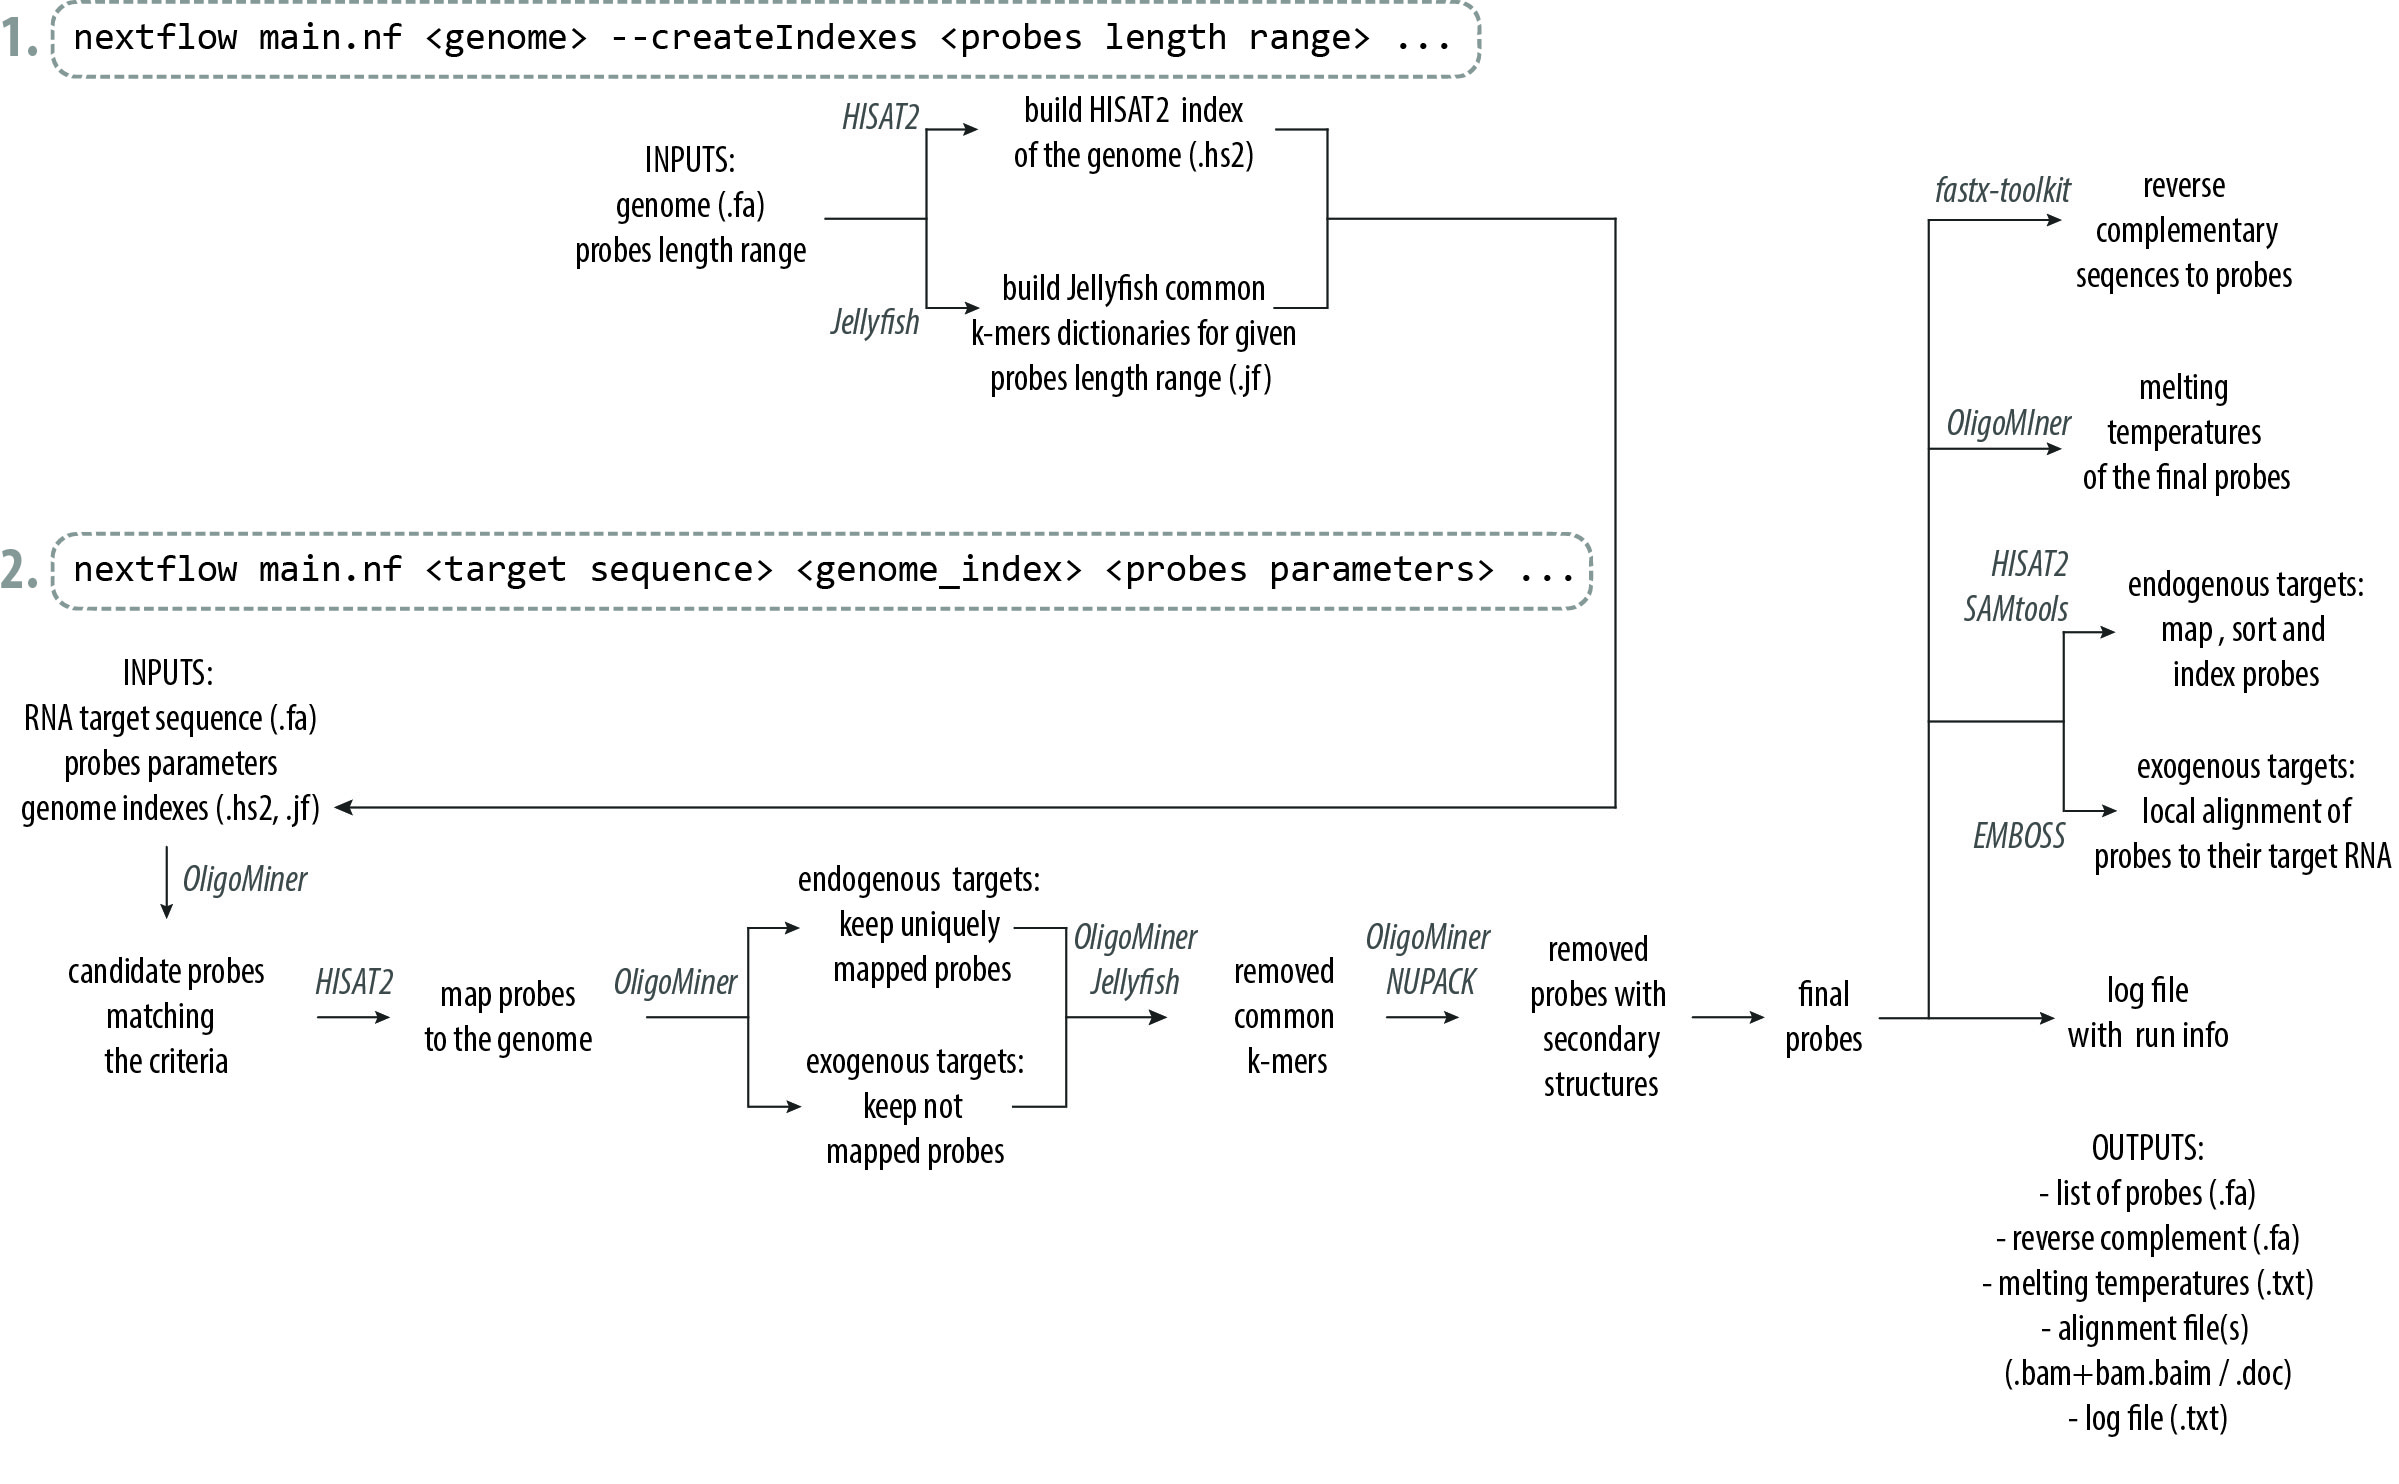 1. nextflow main.nf <genome> --createIndexes <probes length range> ...
HISAT2
build HISAT2 index
of the genome (.hs2)
INPUTS:
genome (.fa)
probes length range
Jellyfish
build Jellyfish common
k-mers dictionaries for given
probes length range (.jf)
2. nextflow main.nf <target sequence> <genome_index> <probes parameters> ...
INPUTS:
RNA target sequence (.fa)
probes parameters
genome indexes (.hs2, .jf)
OligoMiner
candidate probes
matching
the criteria
HISAT2
map probes
to the genome
OligoMiner
endogenous targets:
keep uniquely
mapped probes
exogenous targets:
keep not
mapped probes
OligoMiner
Jellyfish
removed
common
k-mers
OligoMiner
NUPACK
removed
probes with
secondary
structures
final
probes
fastx-toolkit
reverse
complementary
seqences to probes
OligoMIner
melting
temperatures
of the final probes
HISAT2
SAMtools
endogenous targets:
map , sort and
index probes
EMBOSS
exogenous targets:
local alignment of
probes to their target RNA
log file
with run info
OUTPUTS:
- list of probes (.fa)
- reverse complement (.fa)
- melting temperatures (.txt)
- alignment file(s)
(.bam+bam.baim / .doc)
- log file (.txt)